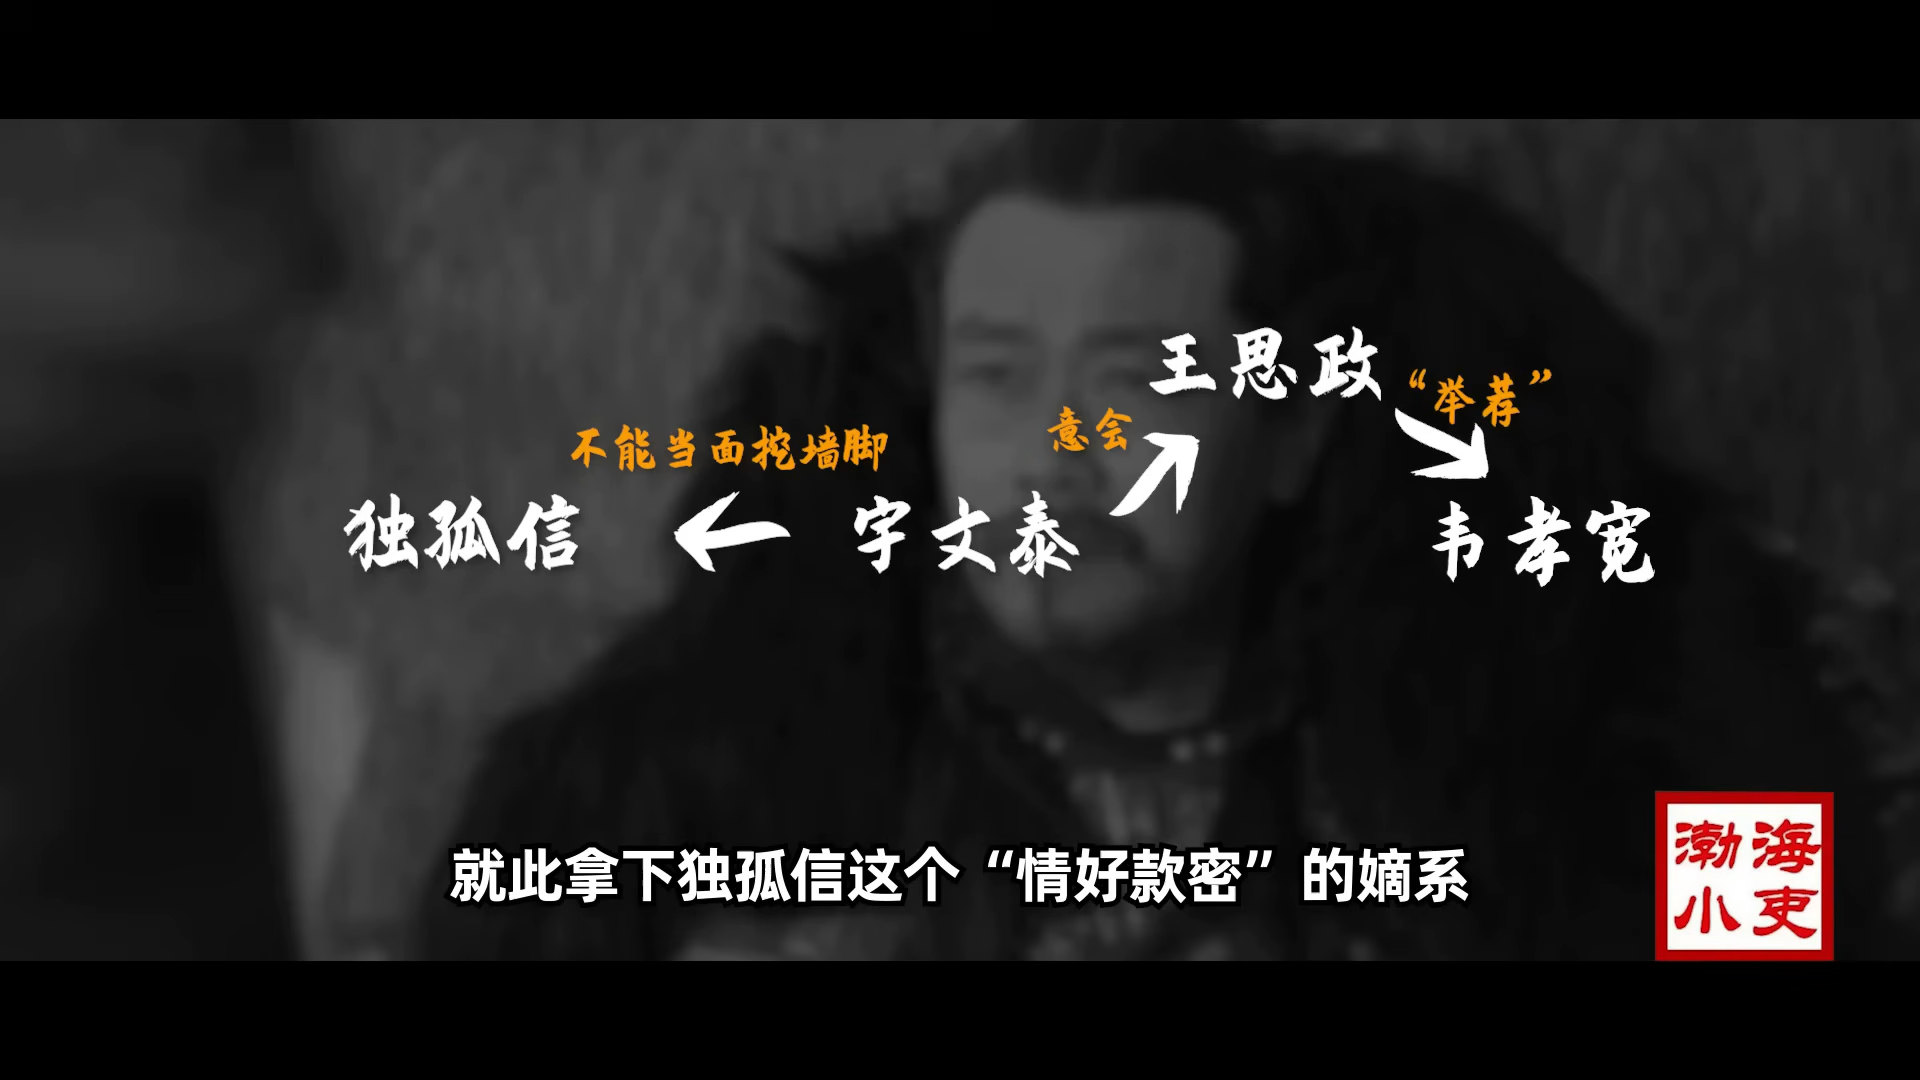 王思政
“举荐”
意会
不能当面挖墙脚
独孤信
宇文泰
韦孝宽
就此拿下独孤信这个“情好款密”的嫡系
渤海
小吏